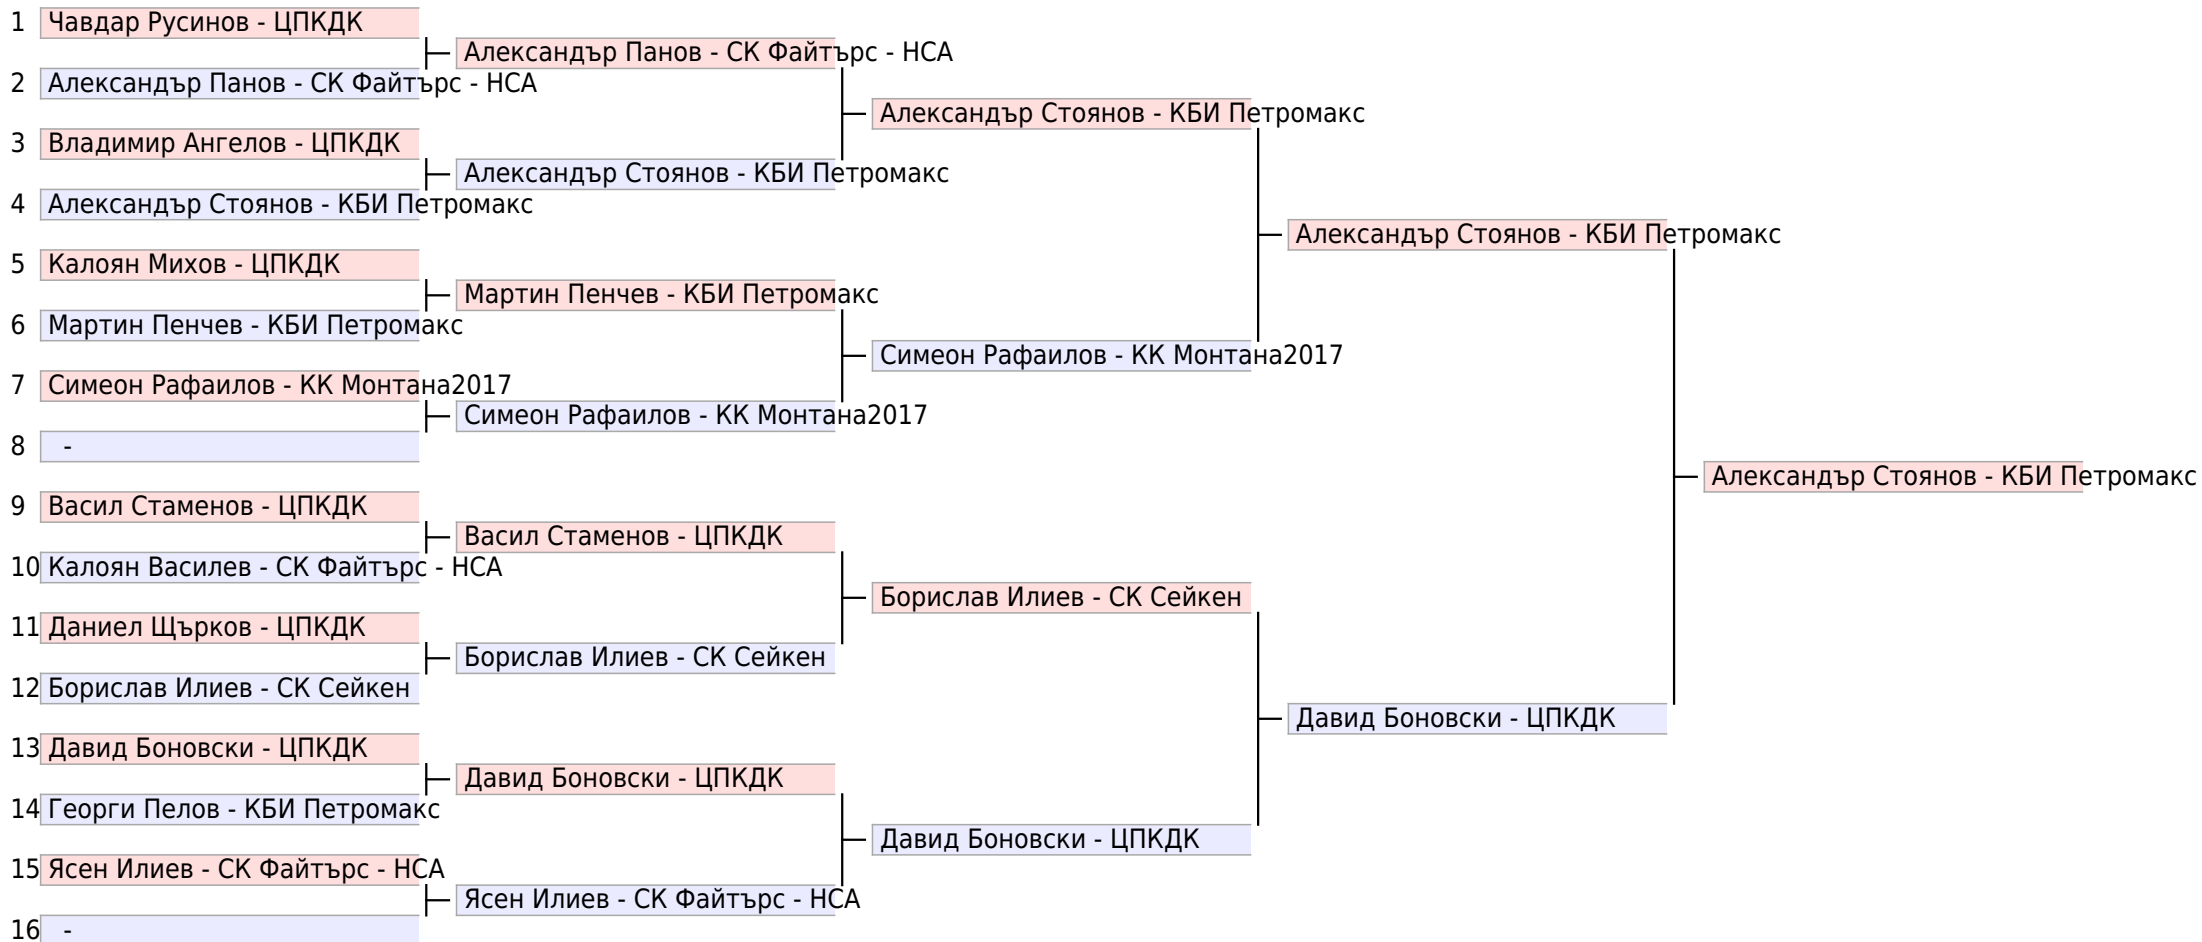 1 Чавдар Русинов - ЦПКДК
Александър Панов - СК Файтърс - НСА
2 Александър Панов - СК Файтърс - НСА
Александър Стоянов - КБИ Петромакс
3 Владимир Ангелов - ЦПКДК
Александър Стоянов - КБИ Петромакс
4 Александър Стоянов - КБИ Петромакс
Александър Стоянов - КБИ Петромакс
5 Калоян Михов - ЦПКДК
Мартин Пенчев - КБИ Петромакс
6 Мартин Пенчев - КБИ Петромакс
Симеон Рафаилов - КК Монтана2017
7 Симеон Рафаилов - КК Монтана2017
Симеон Рафаилов - КК Монтана2017
8 -
Александър Стоянов - КБИ Петромакс
9 Васил Стаменов - ЦПКДК
Васил Стаменов - ЦПКДК
10 Калоян Василев - СК Файтърс - НСА
Борислав Илиев - СК Сейкен
11 Даниел Щърков - ЦПКДК
Борислав Илиев - СК Сейкен
12 Борислав Илиев - СК Сейкен
Давид Боновски - ЦПКДК
13 Давид Боновски - ЦПКДК
Давид Боновски - ЦПКДК
14 Георги Пелов - КБИ Петромакс
Давид Боновски - ЦПКДК
15 Ясен Илиев - СК Файтърс - НСА
Ясен Илиев - СК Файтърс - НСА
16 -